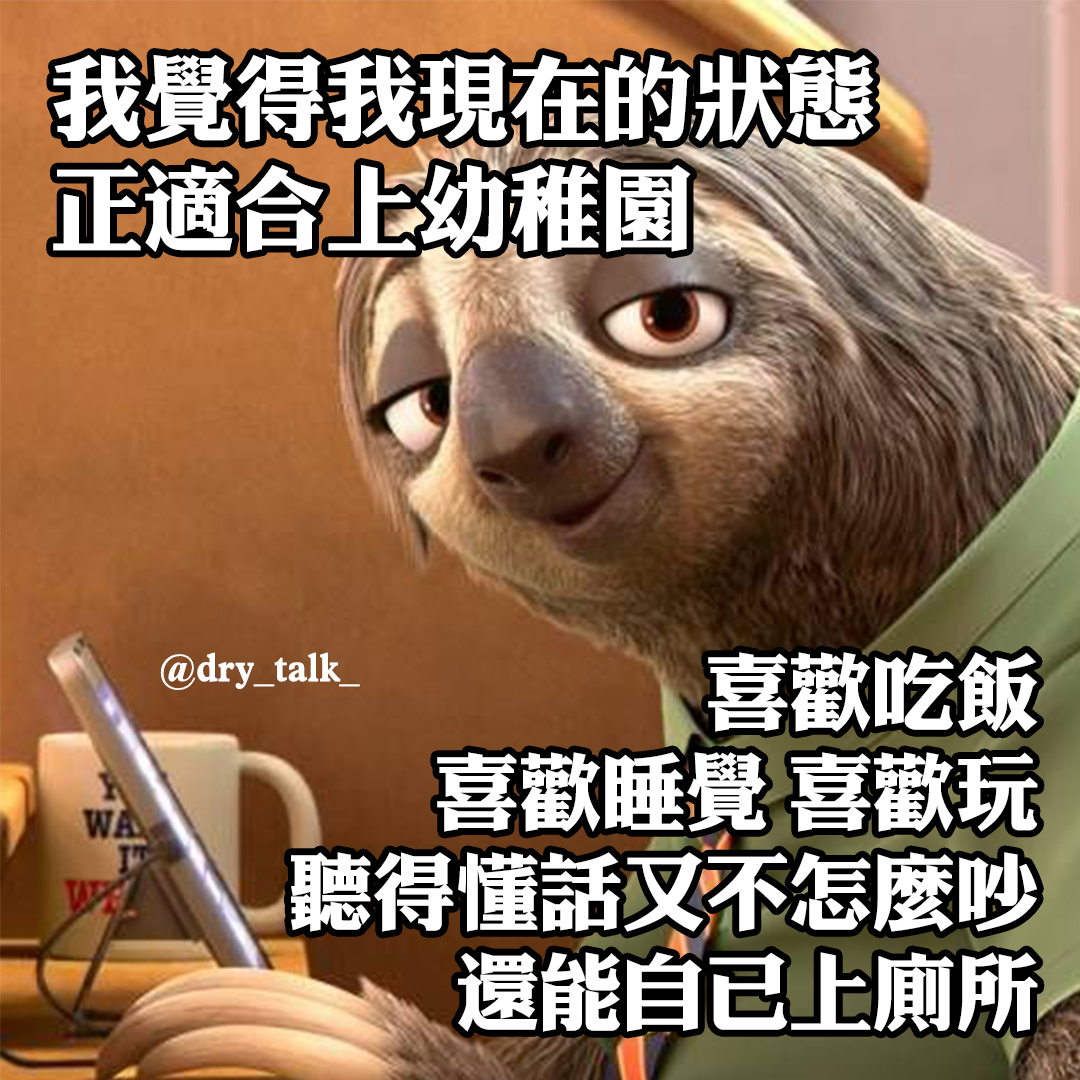 我覺得我現在的狀態
正適合上幼稚園
@dry_talk_
喜歡吃飯
喜歡睡覺 喜歡玩
聽得懂話又不怎麼吵
還能自己上廁所
WA
IT